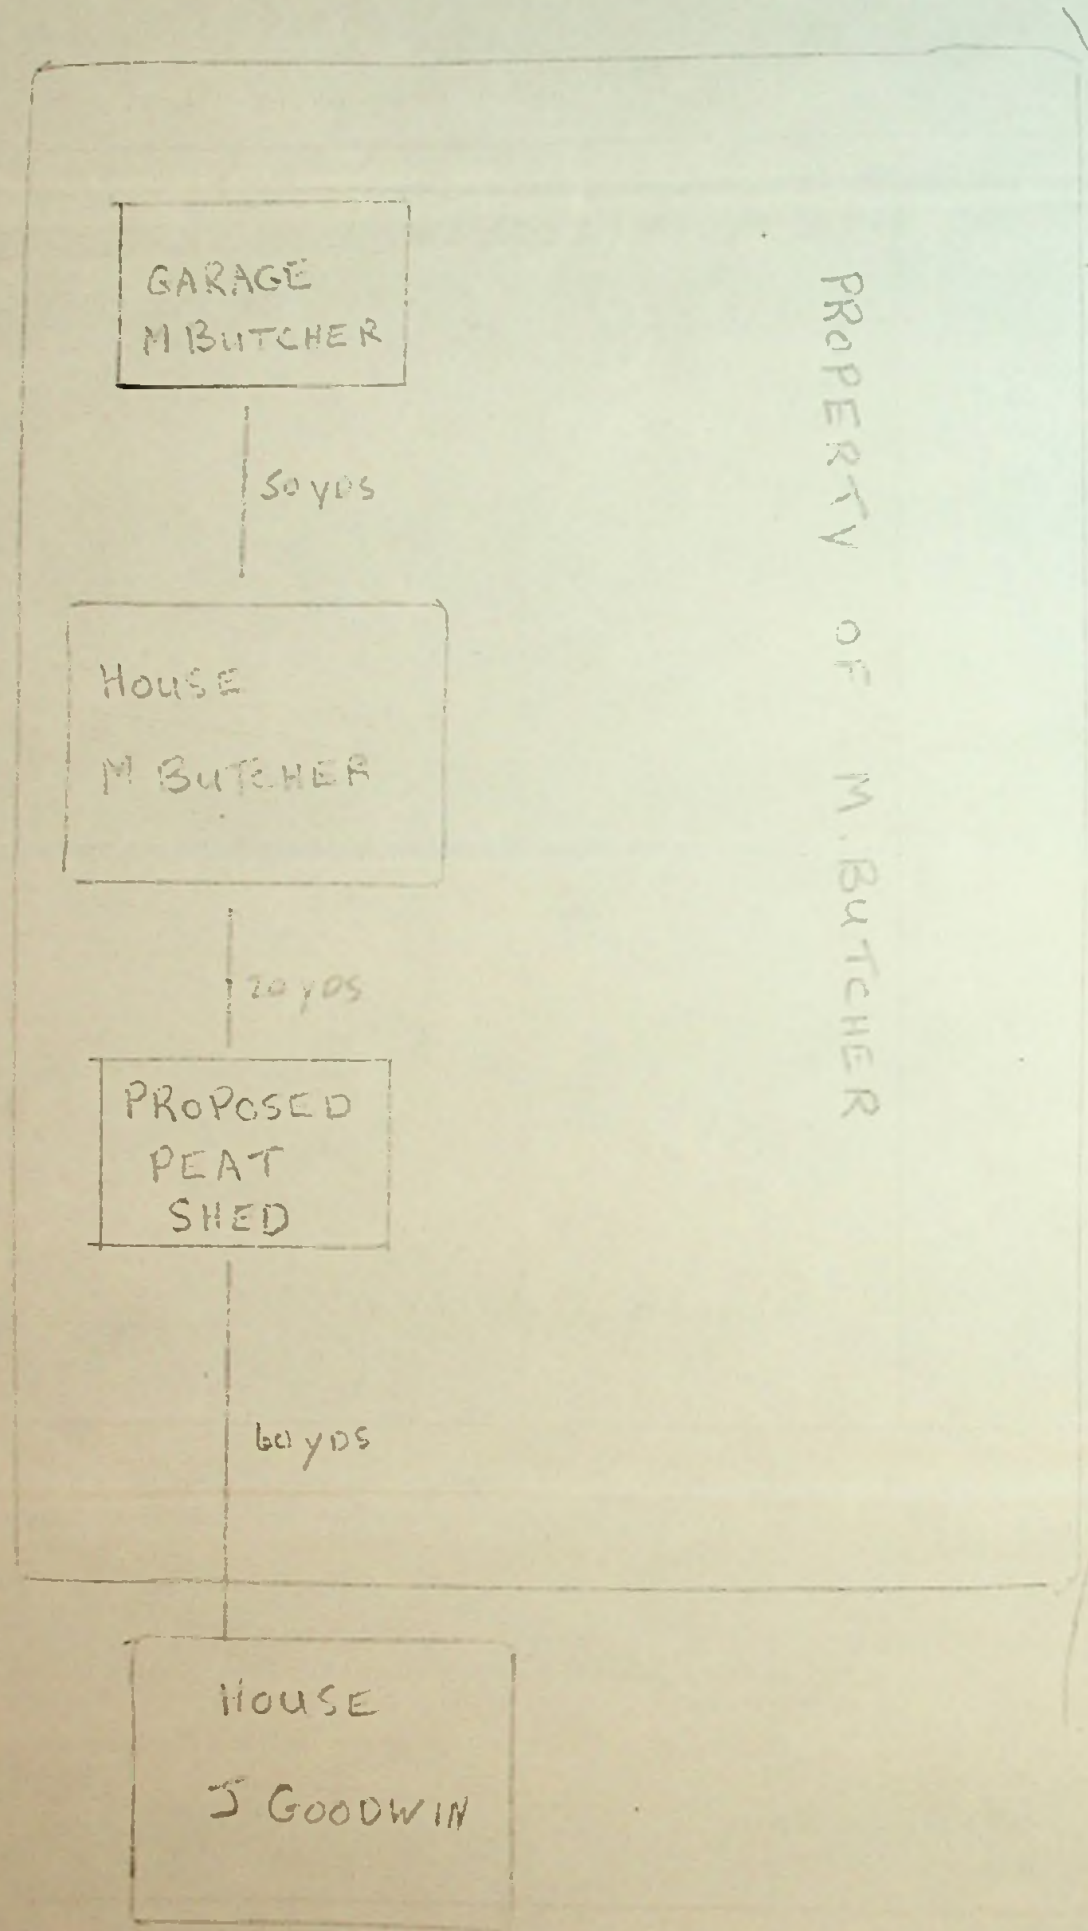 GARAGE
M BUTCHER
50 YDS
HOUSE
M BUTCHER
20 YDS
PROPOSED
PEAT
SHED
60 YDS
HOUSE
J GOODWIN
PROPERTY OF M. BUTCHER